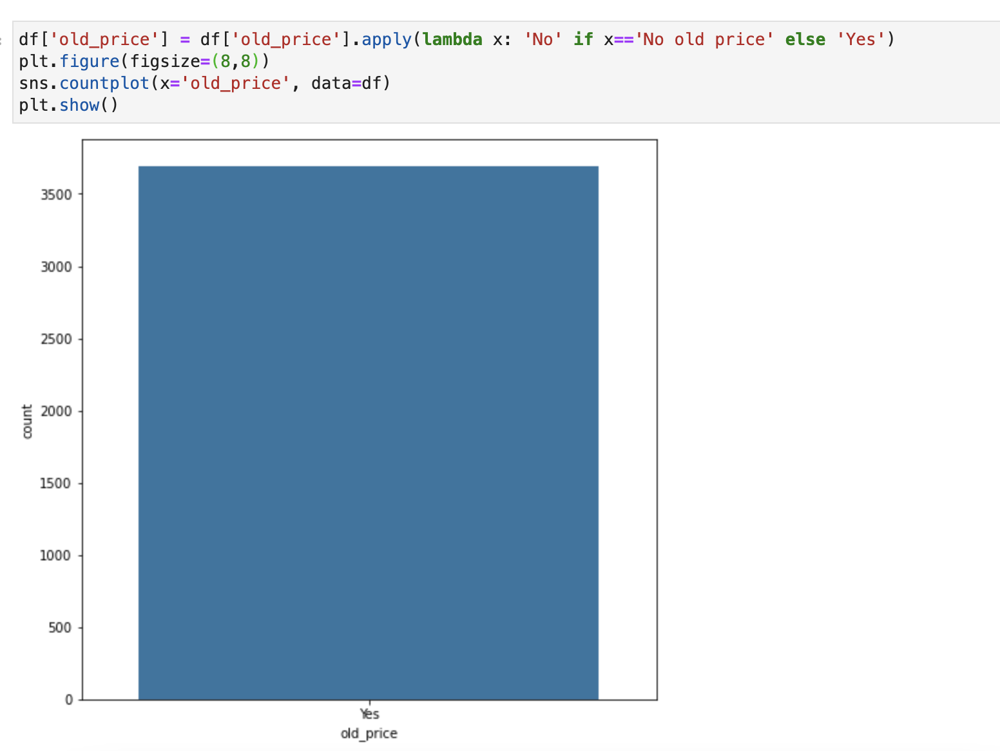 df['old_price'] = df['old_price'].apply(lambda x: 'No' if x=='No old price' else 'Yes')
plt.figure(figsize=(8,8))
sns.countplot(x='old_price', data=df)
plt.show()
3500
3000
2500
2000
1500
1000
500
0
count
Yes
old_price